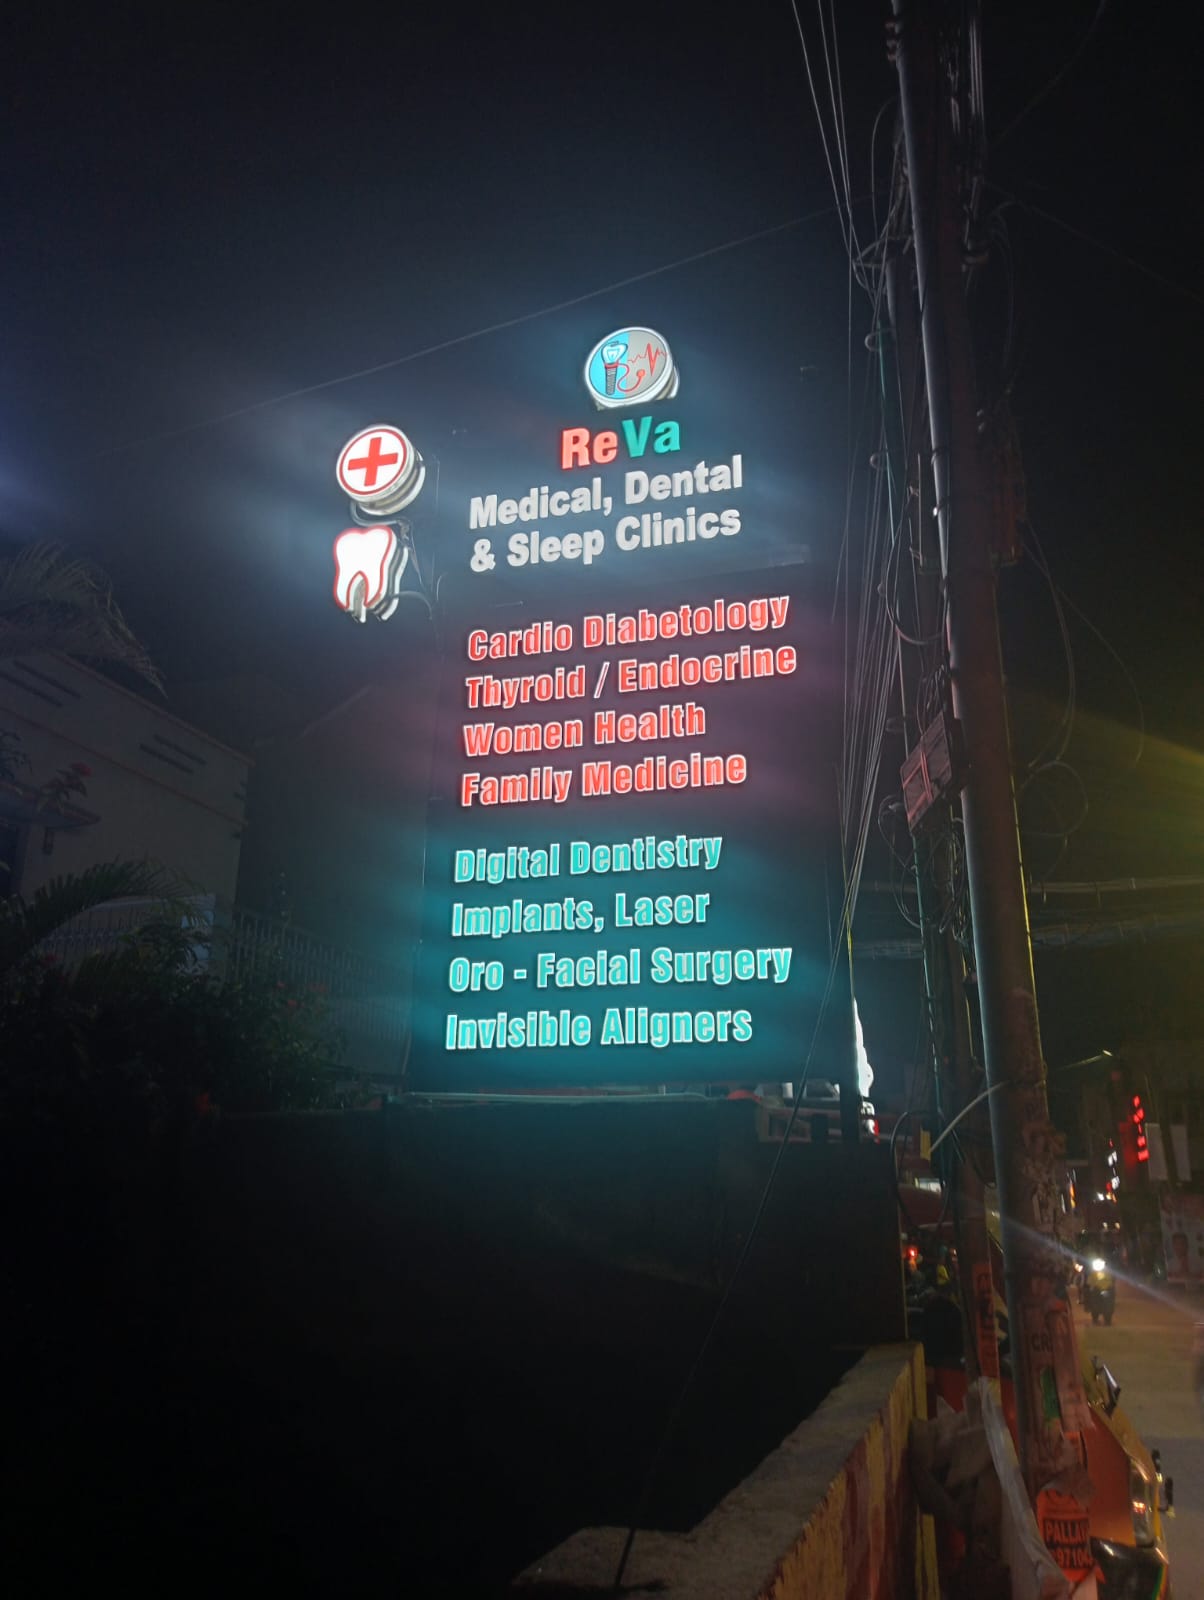 ReVa
Medical, Dental
& Sleep Clinics
Cardio Diabetology
Thyroid / Endocrine
Women Health
Family Medicine
Digital Dentistry
Implants, Laser
Oro - Facial Surgery
Invisible Aligners